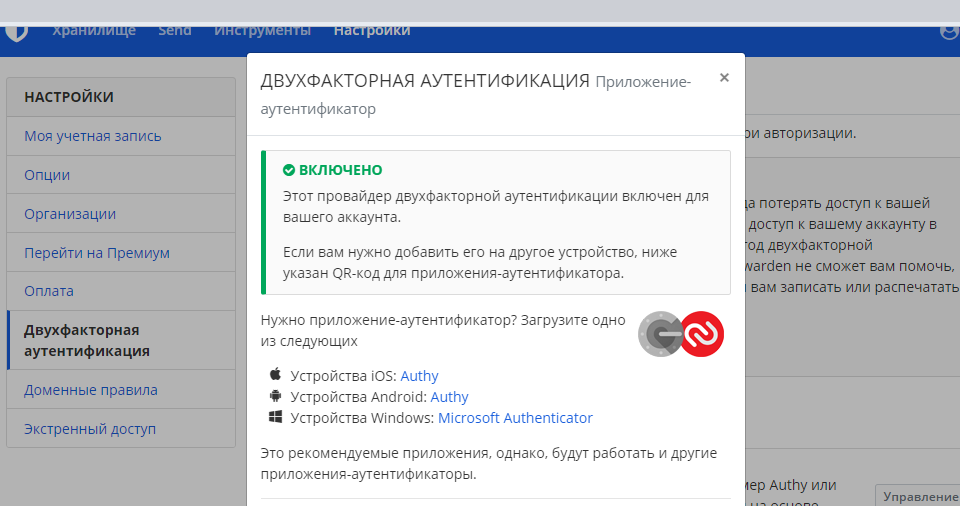 Хранилище Send Инструменты Настройки
ДВУХФАКТОРНАЯ АУТЕНТИФИКАЦИЯ Приложение-
аутентификатор
×
НАСТРОЙКИ
Моя учетная запись
Опции
Организации
Перейти на Премиум
Оплата
Двухфакторная
аутентификация
Доменные правила
Экстренный доступ
ВКЛЮЧЕНО
Этот провайдер двухфакторной аутентификации включен для
вашего аккаунта.
Если вам нужно добавить его на другое устройство, ниже
указан QR-код для приложения-аутентификатора.
Нужно приложение-аутентификатор? Загрузите одно
из следующих
Устройства iOS: Authy
Устройства Android: Authy
Устройства Windows: Microsoft Authenticator
Это рекомендуемые приложения, однако, будут работать и другие
приложения-аутентификаторы.
ри авторизации.
да потерять доступ к вашей
доступ к вашему аккаунту в
год двухфакторной
warden не сможет вам помочь,
вам записать или распечатать
мер Authy или
на основе
Управление